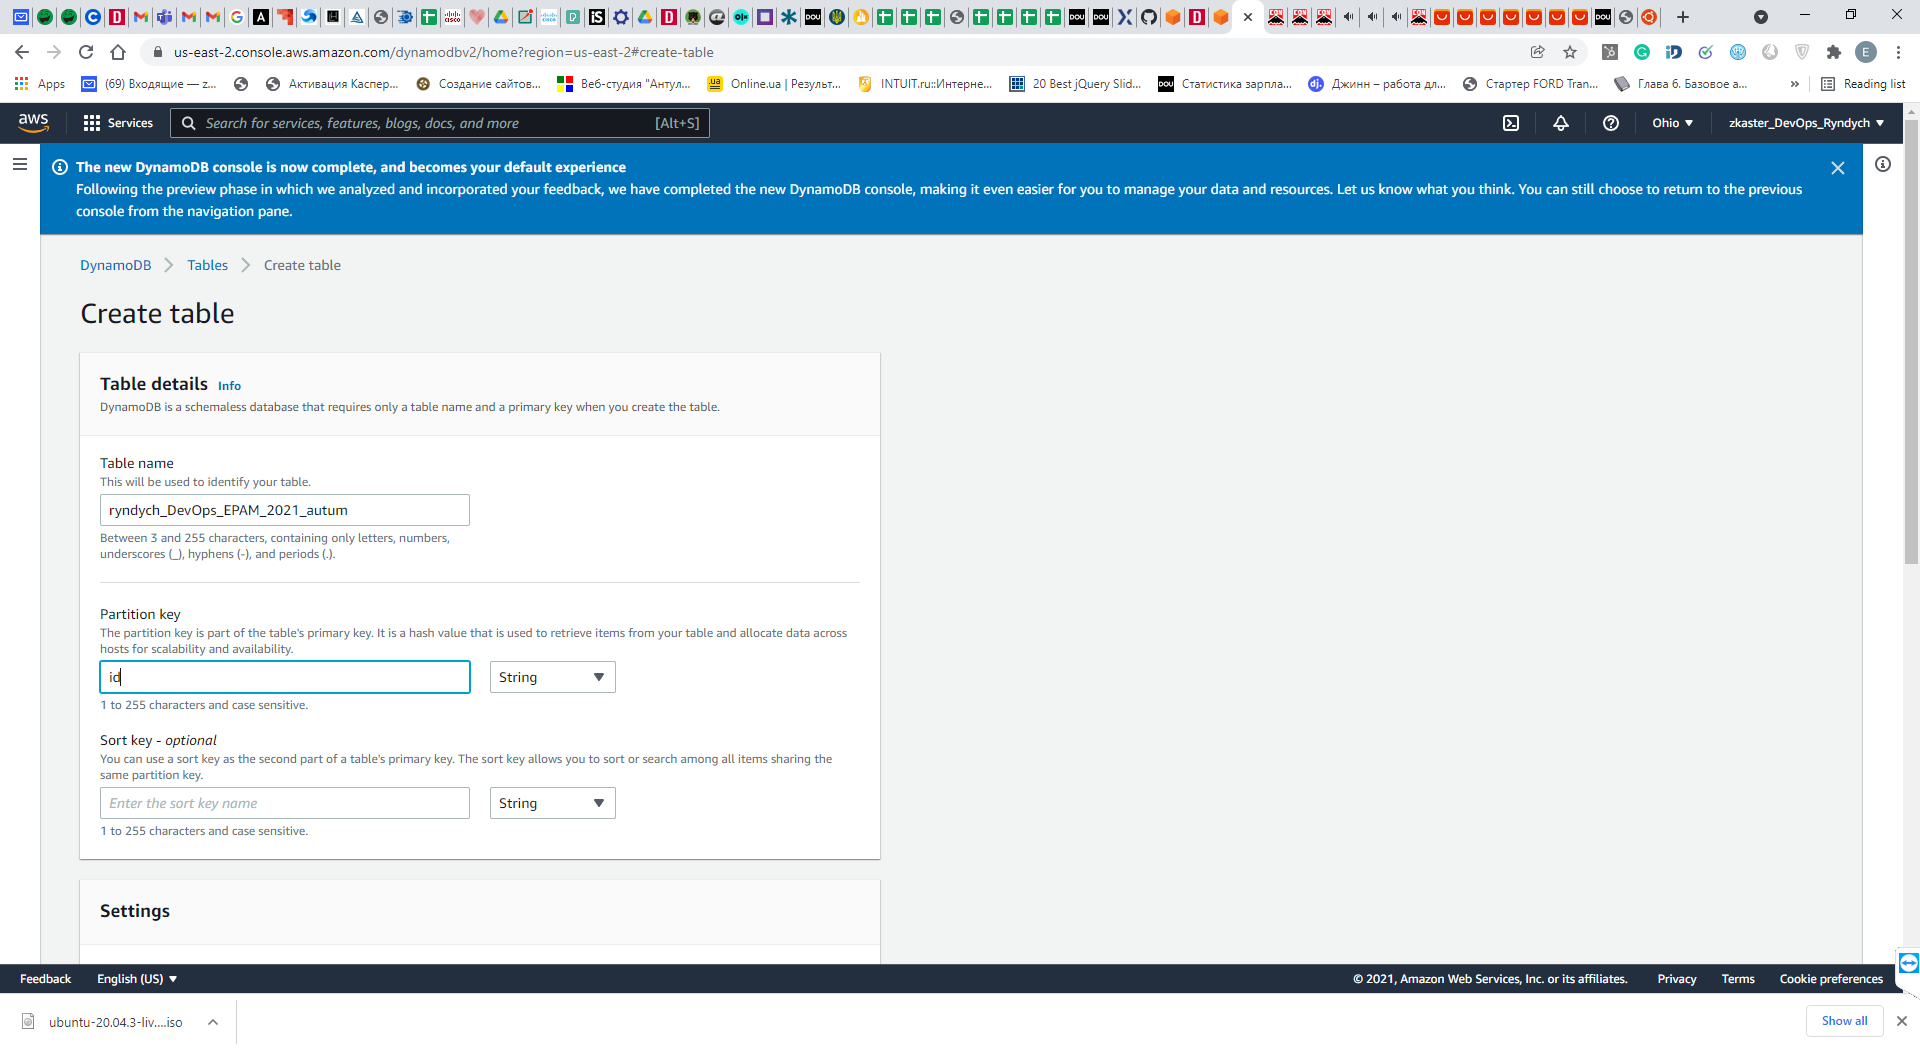 us-east-2.console.aws.amazon.com/dynamodbv2/home?region=us-east-2#create-table
Apps
(69) Входящие — z...
Активация Каспер...
Создание сайтов...
Веб-студия "Антул...
Online.ua | Результ...
INTUIT.ru::Интерне...
20 Best jQuery Slid...
Статистика зарпла...
Джинн – работа дл...
Стартер FORD Tran...
Глава 6. Базовое а...
»
Reading list
aws
Services
Search for services, features, blogs, docs, and more
[Alt+S]
Ohio
zkaster_DevOps_Ryndych
The new DynamoDB console is now complete, and becomes your default experience
Following the preview phase in which we analyzed and incorporated your feedback, we have completed the new DynamoDB console, making it even easier for you to manage your data and resources. Let us know what you think. You can still choose to return to the previous
console from the navigation pane.
DynamoDB
Tables
Create table
Create table
Table details Info
DynamoDB is a schemaless database that requires only a table name and a primary key when you create the table.
Table name
This will be used to identify your table.
ryndych_DevOps_EPAM_2021_autum
Between 3 and 255 characters, containing only letters, numbers,
underscores (_), hyphens (-), and periods (.).
Partition key
The partition key is part of the table's primary key. It is a hash value that is used to retrieve items from your table and allocate data across
hosts for scalability and availability.
id
String
1 to 255 characters and case sensitive.
Sort key - optional
You can use a sort key as the second part of a table's primary key. The sort key allows you to sort or search among all items sharing the
same partition key.
Enter the sort key name
String
1 to 255 characters and case sensitive.
Settings
Feedback
English (US)
© 2021, Amazon Web Services, Inc. or its affiliates.
Privacy
Terms
Cookie preferences
ubuntu-20.04.3-liv....iso
Show all